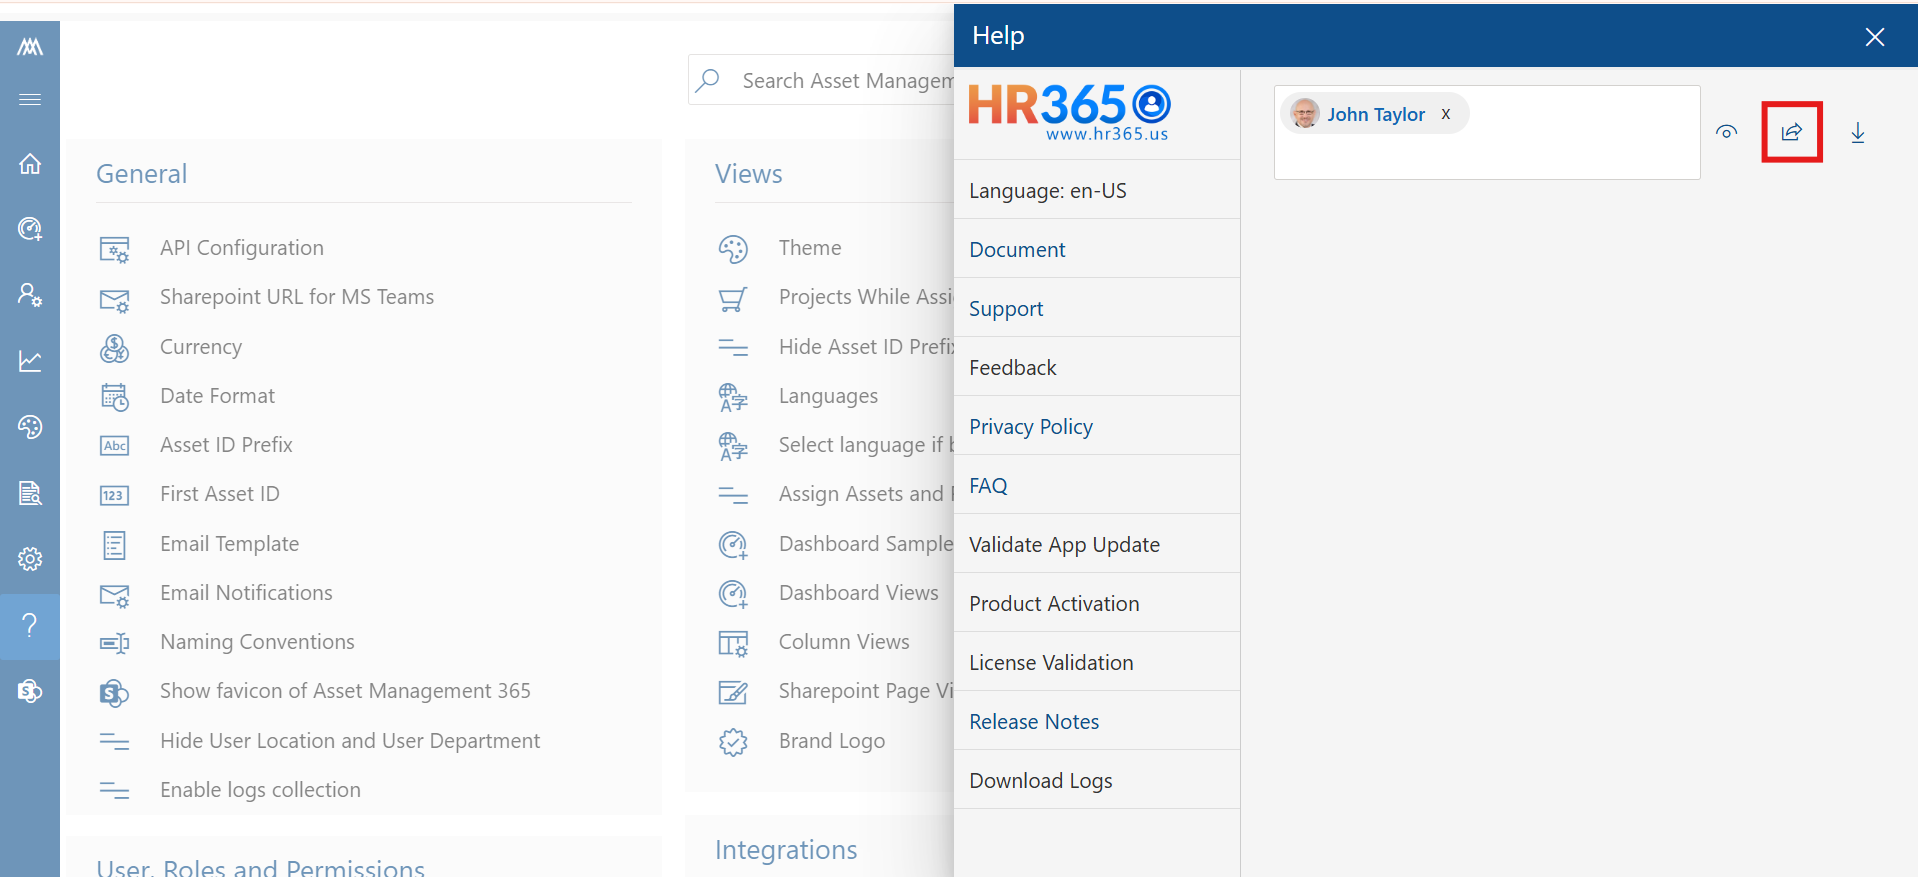 Search Asset Managem
General
API Configuration
Sharepoint URL for MS Teams
Currency
Date Format
Abc
Asset ID Prefix
123
First Asset ID
Email Template
Email Notifications
Naming Conventions
Show favicon of Asset Management 365
Hide User Location and User Department
Enable logs collection
User, Roles and Permissions
Views
Theme
Projects While Assi
Hide Asset ID Prefix
Languages
Select language if b
Assign Assets and
Dashboard Sample
Dashboard Views
Column Views
Sharepoint Page Vi
Brand Logo
Integrations
Help
HR365
www.hr365.us
Language: en-US
Document
Support
Feedback
Privacy Policy
FAQ
Validate App Update
Product Activation
License Validation
Release Notes
Download Logs
John Taylor x